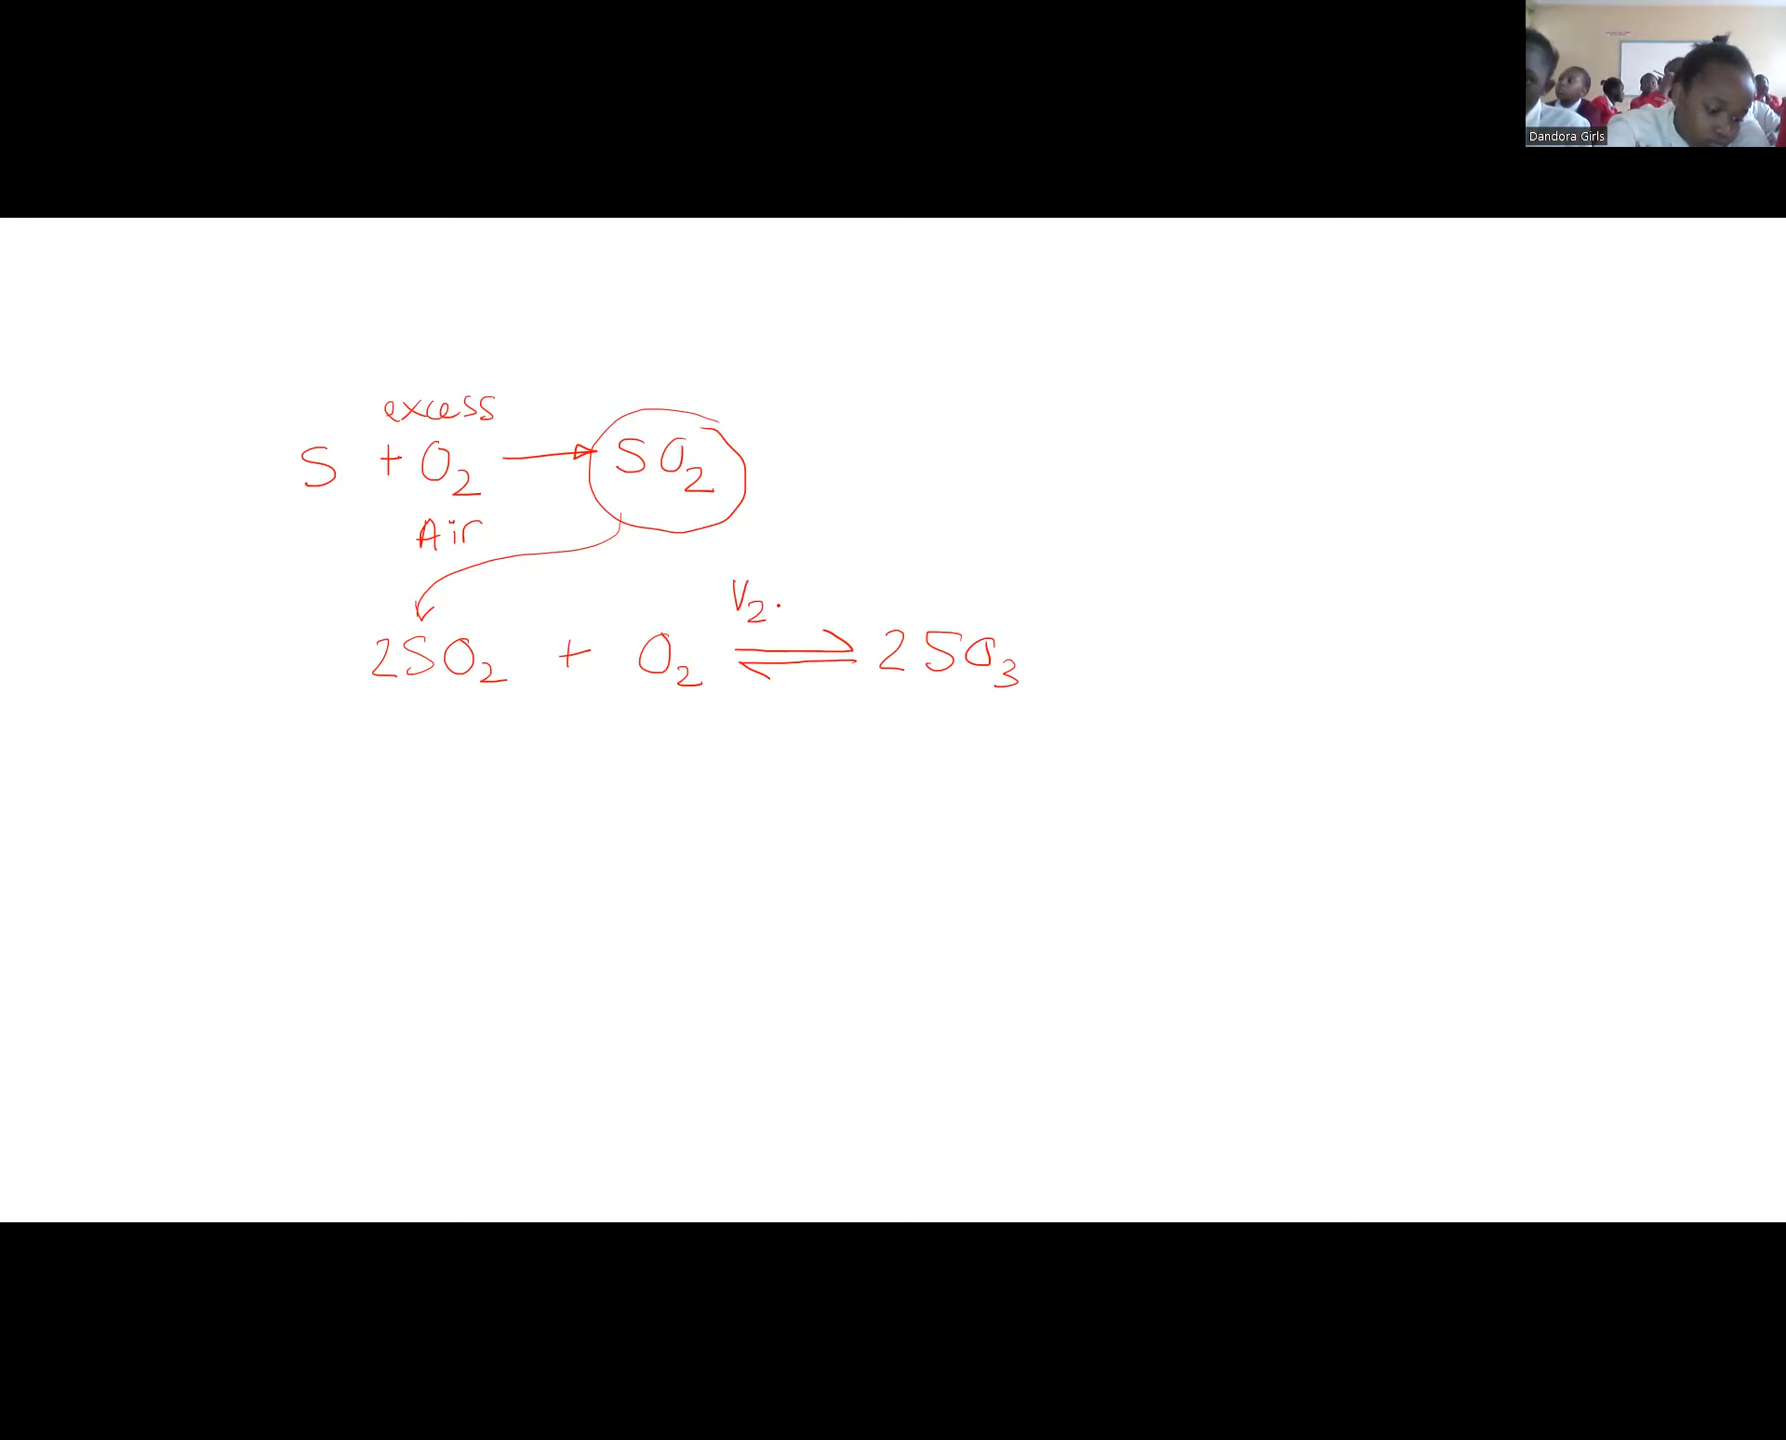 Dandora Girls
excess
S + O₂ → SO₂
Air
V₂.
2SO₂ + O₂ ⇌ 2SO₃